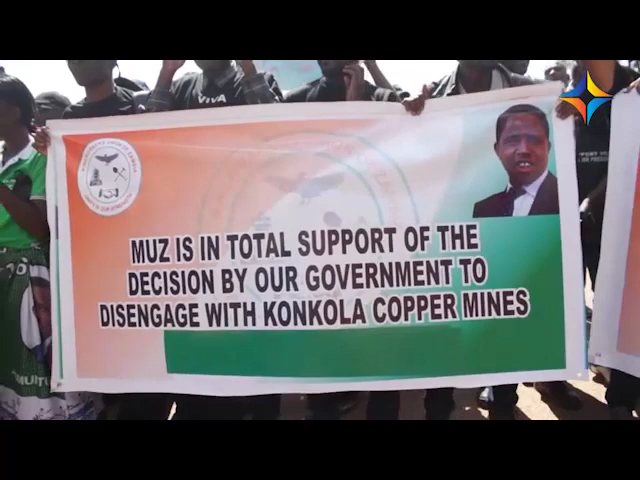 VIVA
MUZ IS IN TOTAL SUPPORT OF THE
DECISION BY OUR GOVERNMENT TO
DISENGAGE WITH KONKOLA COPPER MINES